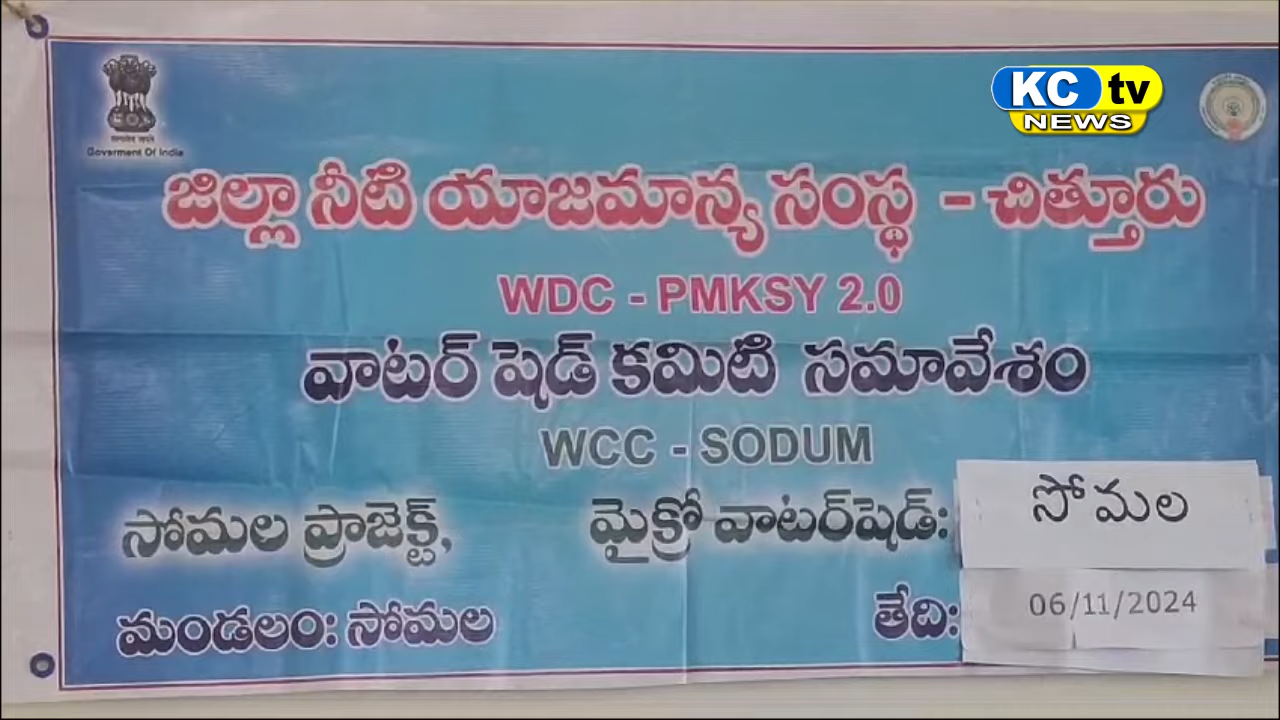 KC tv
NEWS
Goverment Of India
జిల్లా నీటి యాజమాన్య సంస్థ - చిత్తూరు
WDC - PMKSY 2.0
వాటర్ షెడ్ కమిటి సమావేశం
WCC - SODUM
సోమల ప్రాజెక్ట్, మైక్రో వాటర్‌షెడ్: సోమల
మండలం: సోమల తేది: 06/11/2024